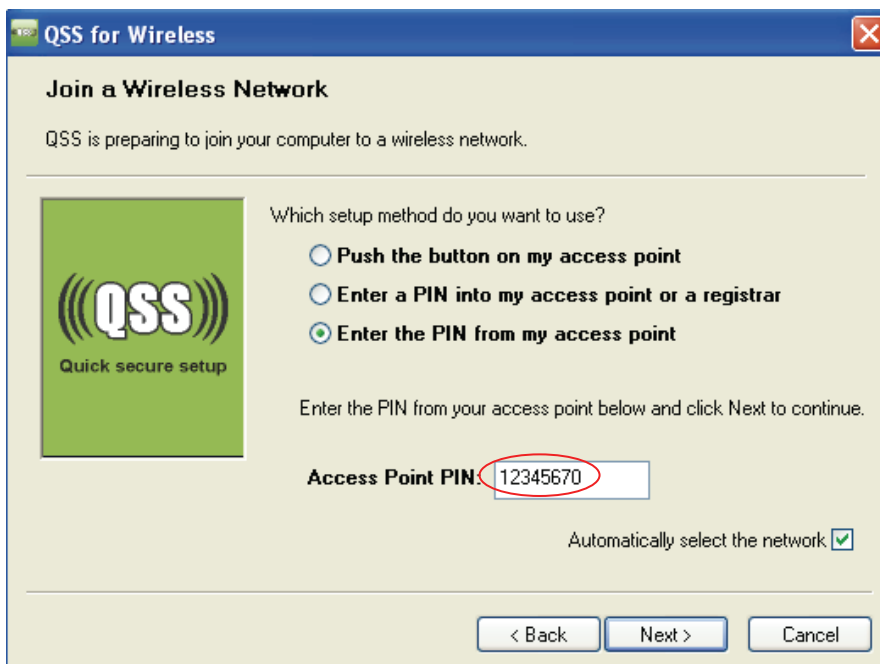 QSS for Wireless
Join a Wireless Network
QSS is preparing to join your computer to a wireless network.
Which setup method do you want to use?
Push the button on my access point
Enter a PIN into my access point or a registrar
Enter the PIN from my access point
QSS
Quick secure setup
Enter the PIN from your access point below and click Next to continue.
Access Point PIN: 12345670
Automatically select the network
< Back Next > Cancel